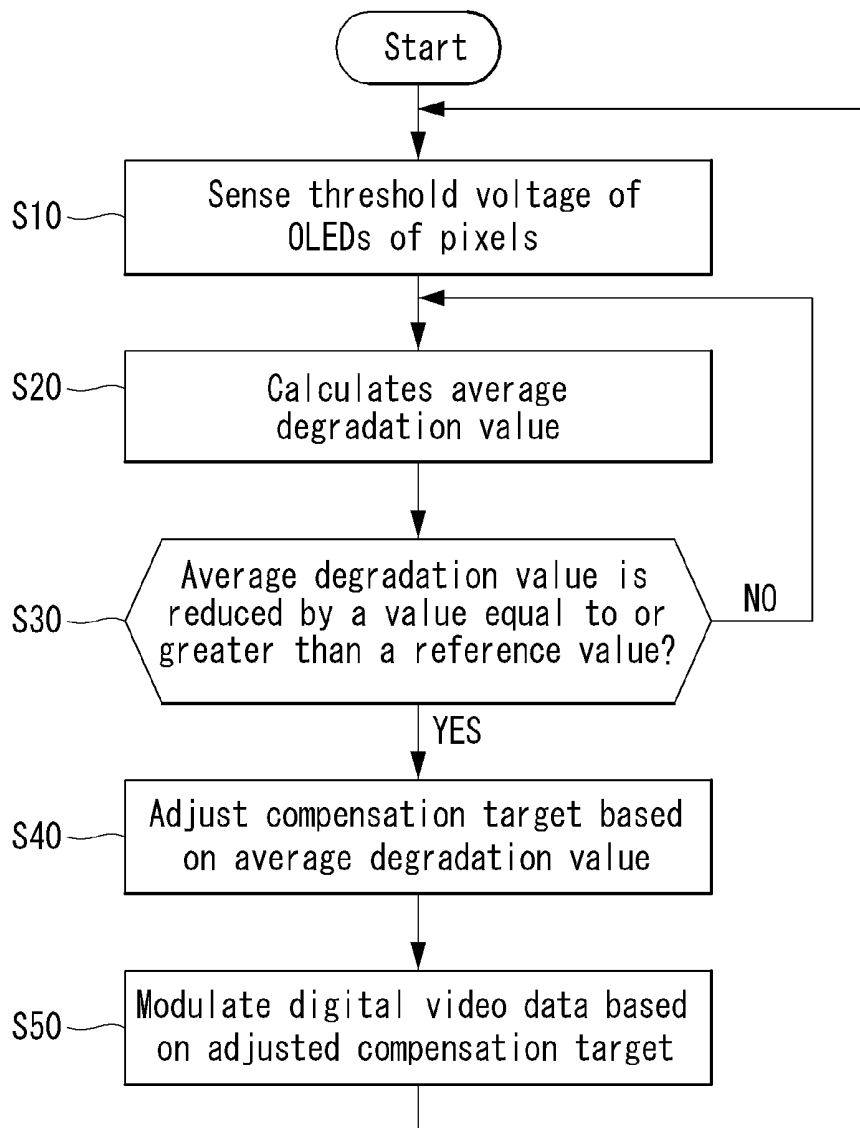 Start
S10
Sense threshold voltage of
OLEDs of pixels
S20
Calculates average
degradation value
S30
Average degradation value is
reduced by a value equal to or
greater than a reference value?
NO
YES
S40
Adjust compensation target based
on average degradation value
S50
Modulate digital video data based
on adjusted compensation target